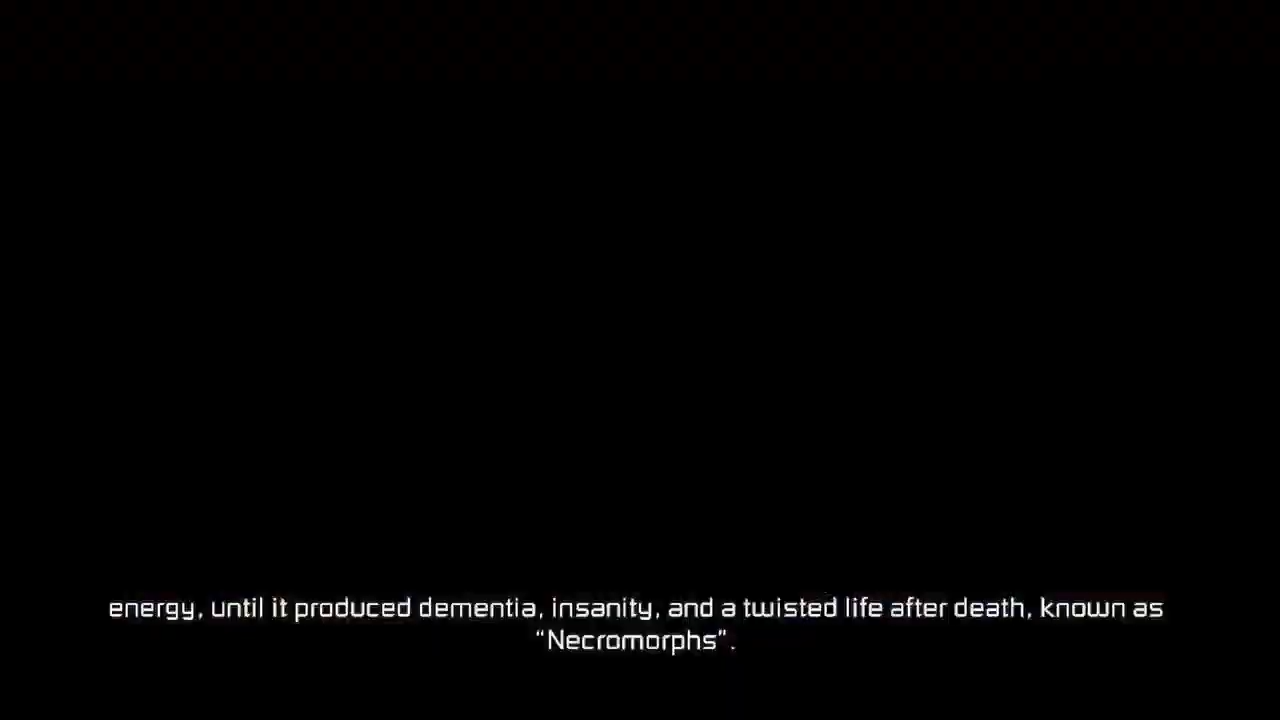 energy, until it produced dementia, insanity, and a twisted life after death, known as
“Necromorphs”.